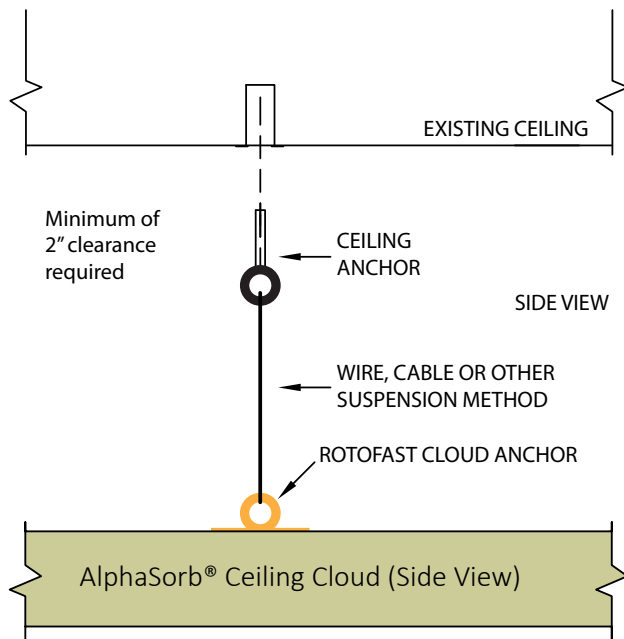 EXISTING CEILING
Minimum of
2” clearance
required
CEILING
ANCHOR
SIDE VIEW
WIRE, CABLE OR OTHER
SUSPENSION METHOD
ROTOFAST CLOUD ANCHOR
AlphaSorb® Ceiling Cloud (Side View)